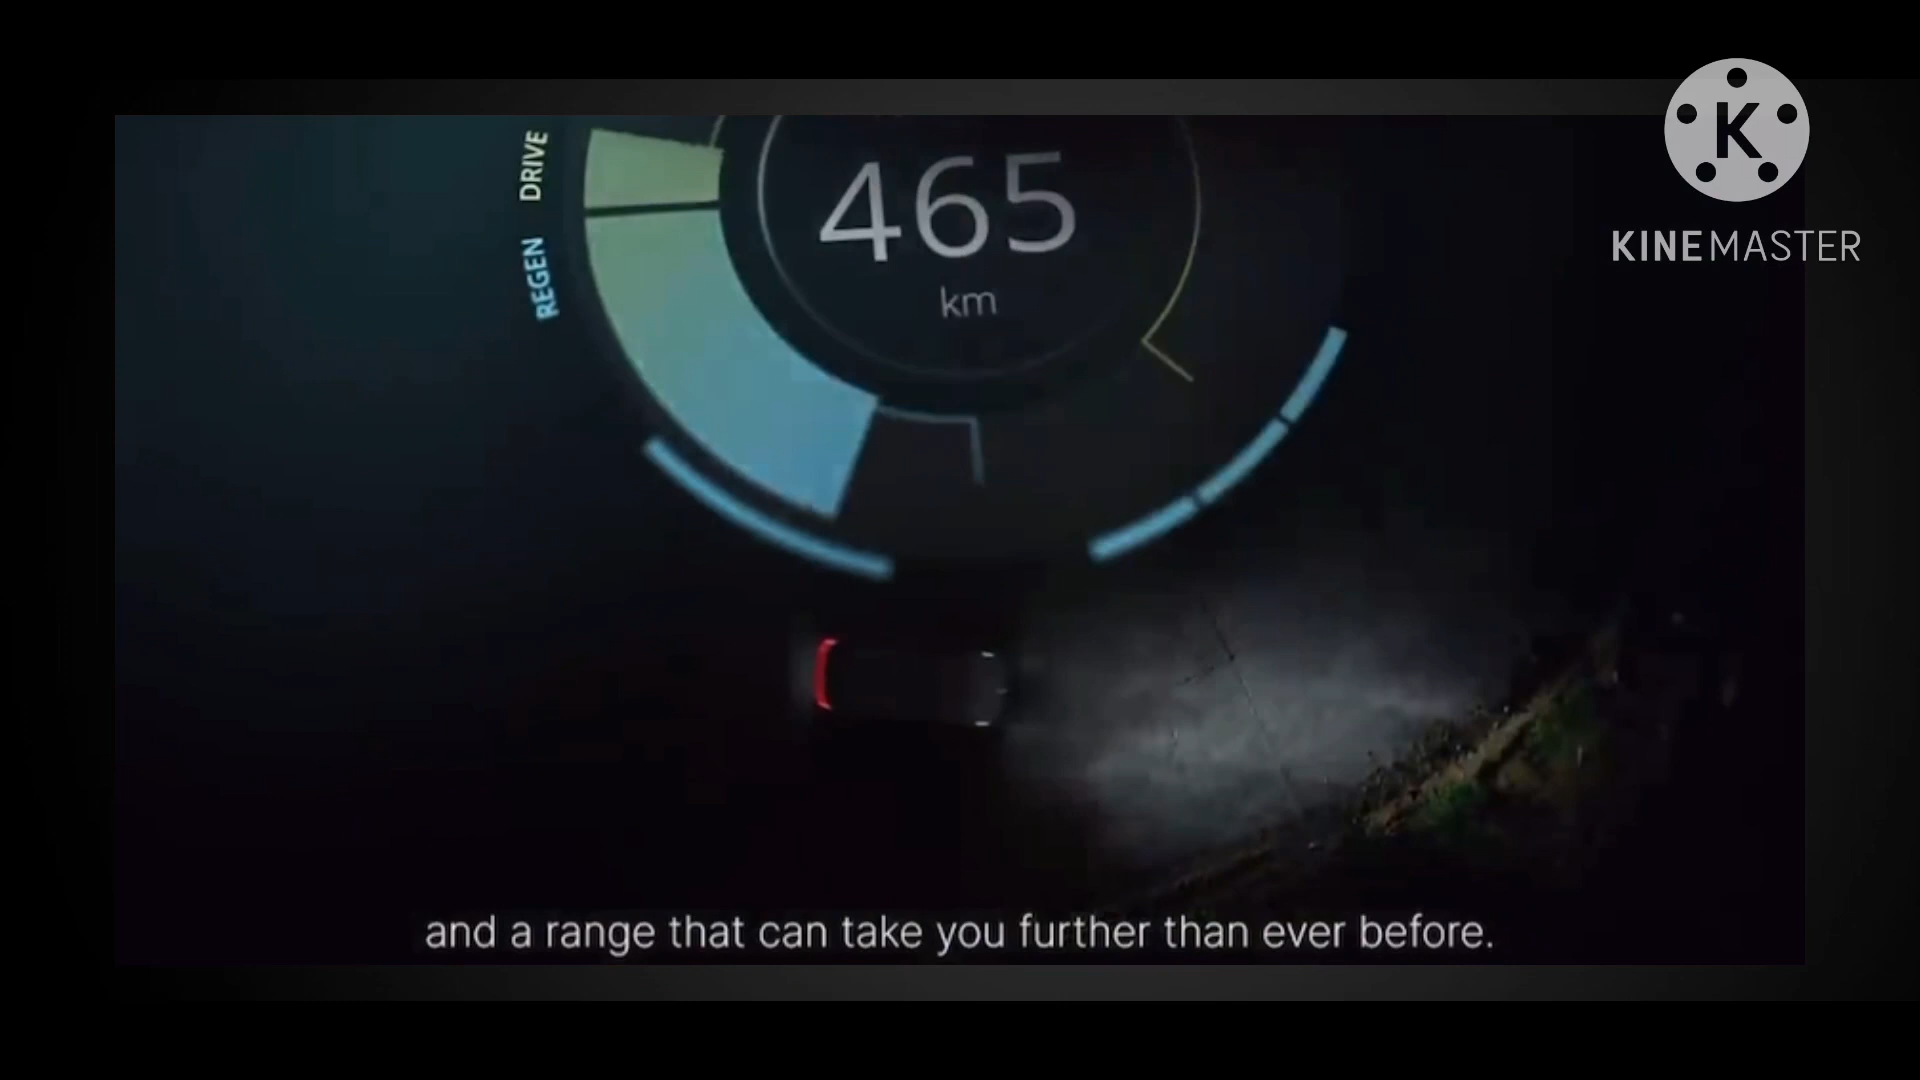 DRIVE
REGEN
465
km
K
KINEMASTER
and a range that can take you further than ever before.